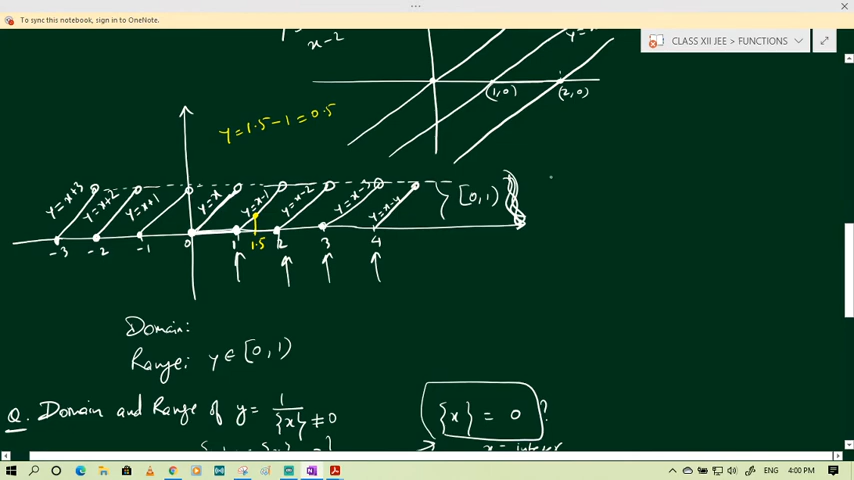 To sync this notebook, sign in to OneNote.
CLASS XII JEE > FUNCTIONS
x-2
(1,0) (2,0)
y=1.5-1=0.5
y=x+3 y=x+2 y=x+1 y=x y=x-1 y=x-2 y=x-3 y=x-4 } [0,1)
-3 -2 -1 0 1 1.5 2 3 4
Domain:
Range: y∈ [0,1)
Q. Domain and Range of y= 1/{x} ≠0
{x} = 0 ?
x = integer
ENG 4:00 PM